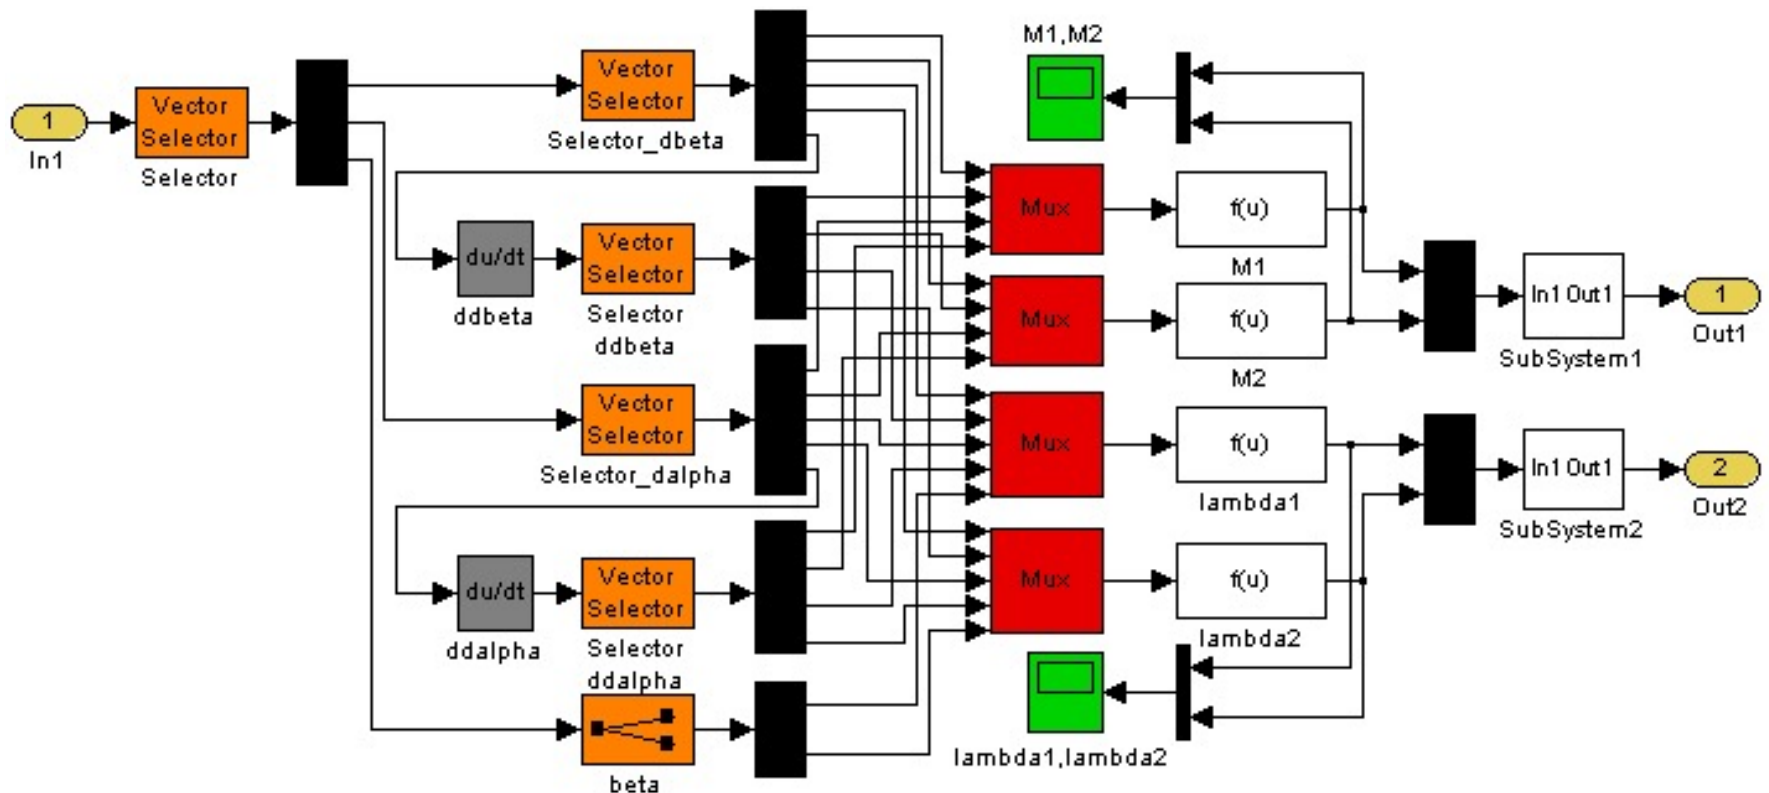 1
In1
Vector
Selector
Selector
Vector
Selector
Selector_dbeta
du/dt
ddbeta
Vector
Selector
Selector
ddbeta
Vector
Selector
Selector_dalpha
du/dt
ddalpha
Vector
Selector
Selector
ddalpha
beta
M1,M2
Mux
f(u)
M1
Mux
f(u)
M2
Mux
f(u)
lambda1
Mux
f(u)
lambda2
lambda1,lambda2
In1 Out1
SubSystem1
1
Out1
In1 Out1
SubSystem2
2
Out2